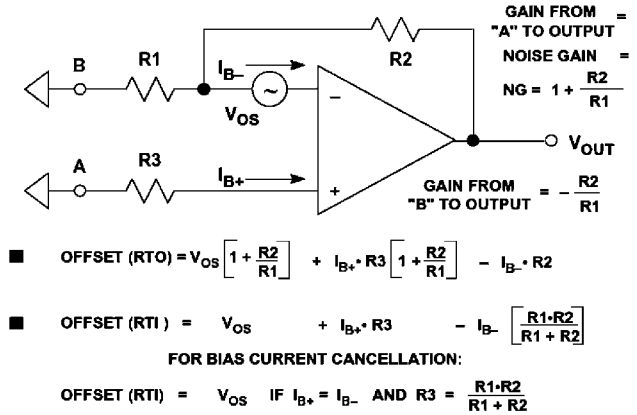 GAIN FROM
"A" TO OUTPUT =
NOISE GAIN =
NG = 1 + R2/R1
B
R1
I_B–
R2
V_OS
~
–
A
R3
I_B+
+
V_OUT
GAIN FROM
"B" TO OUTPUT = – R2/R1
■ OFFSET (RTO) = V_OS [1 + R2/R1] + I_B+• R3 [1 + R2/R1] – I_B–• R2
■ OFFSET (RTI ) = V_OS + I_B+• R3 – I_B– [R1•R2/R1 + R2]
FOR BIAS CURRENT CANCELLATION:
OFFSET (RTI) = V_OS IF I_B+ = I_B– AND R3 = R1•R2/R1 + R2